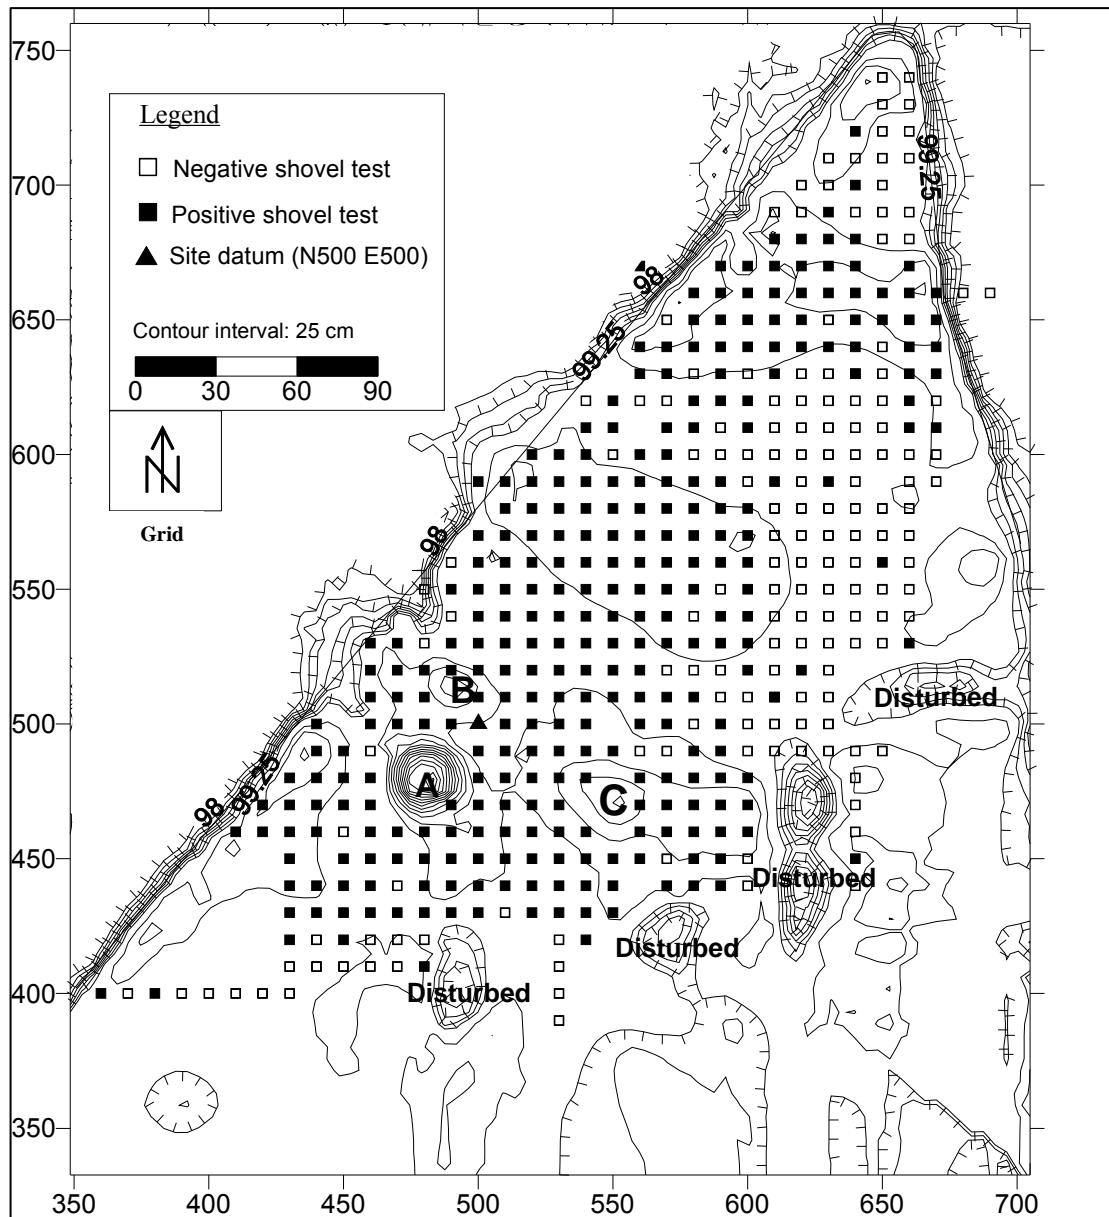 750
700
650
600
550
500
450
400
350
Legend
Negative shovel test
Positive shovel test
Site datum (N500 E500)
Contour interval: 25 cm
0 30 60 90
N
Grid
99.25
98
99.25
98
B
Disturbed
99.25
A
C
98
Disturbed
Disturbed
Disturbed
350 400 450 500 550 600 650 700